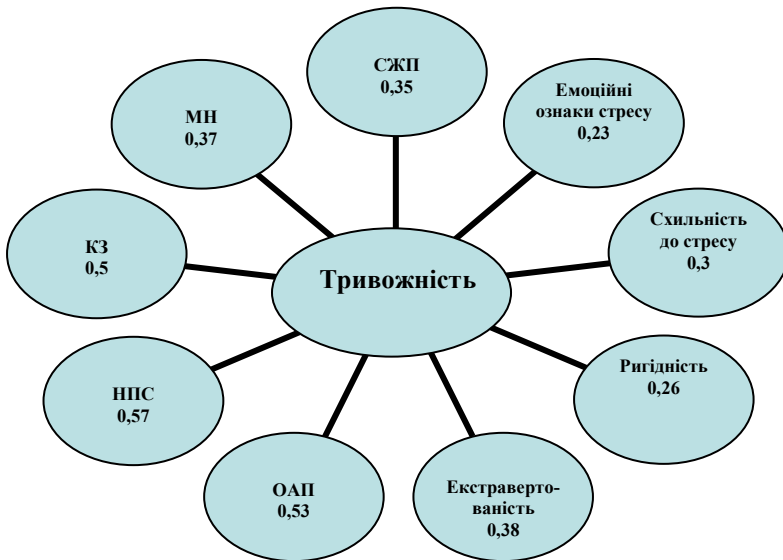 СЖП
0,35
Емоційні
ознаки стресу
0,23
МН
0,37
Схильність
до стресу
0,3
КЗ
0,5
Тривожність
Ригідність
0,26
НПС
0,57
ОАП
0,53
Екстраверто-
ваність
0,38